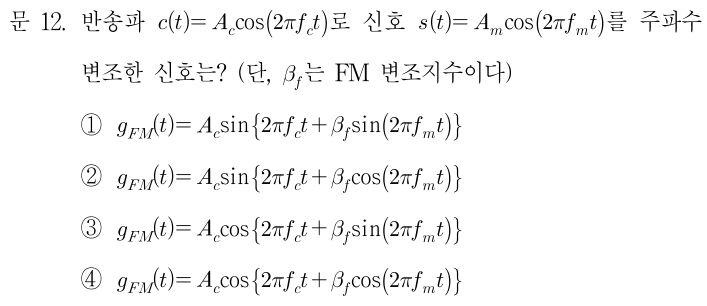 문 12. 반송파 c(t)= A_c cos(2πf_c t)로 신호 s(t)= A_m cos(2πf_m t)를 주파수
변조한 신호는? (단, β_f는 FM 변조지수이다)
① g_FM(t)= A_c sin{2πf_c t + β_f sin(2πf_m t)}
② g_FM(t)= A_c sin{2πf_c t + β_f cos(2πf_m t)}
③ g_FM(t)= A_c cos{2πf_c t + β_f sin(2πf_m t)}
④ g_FM(t)= A_c cos{2πf_c t + β_f cos(2πf_m t)}